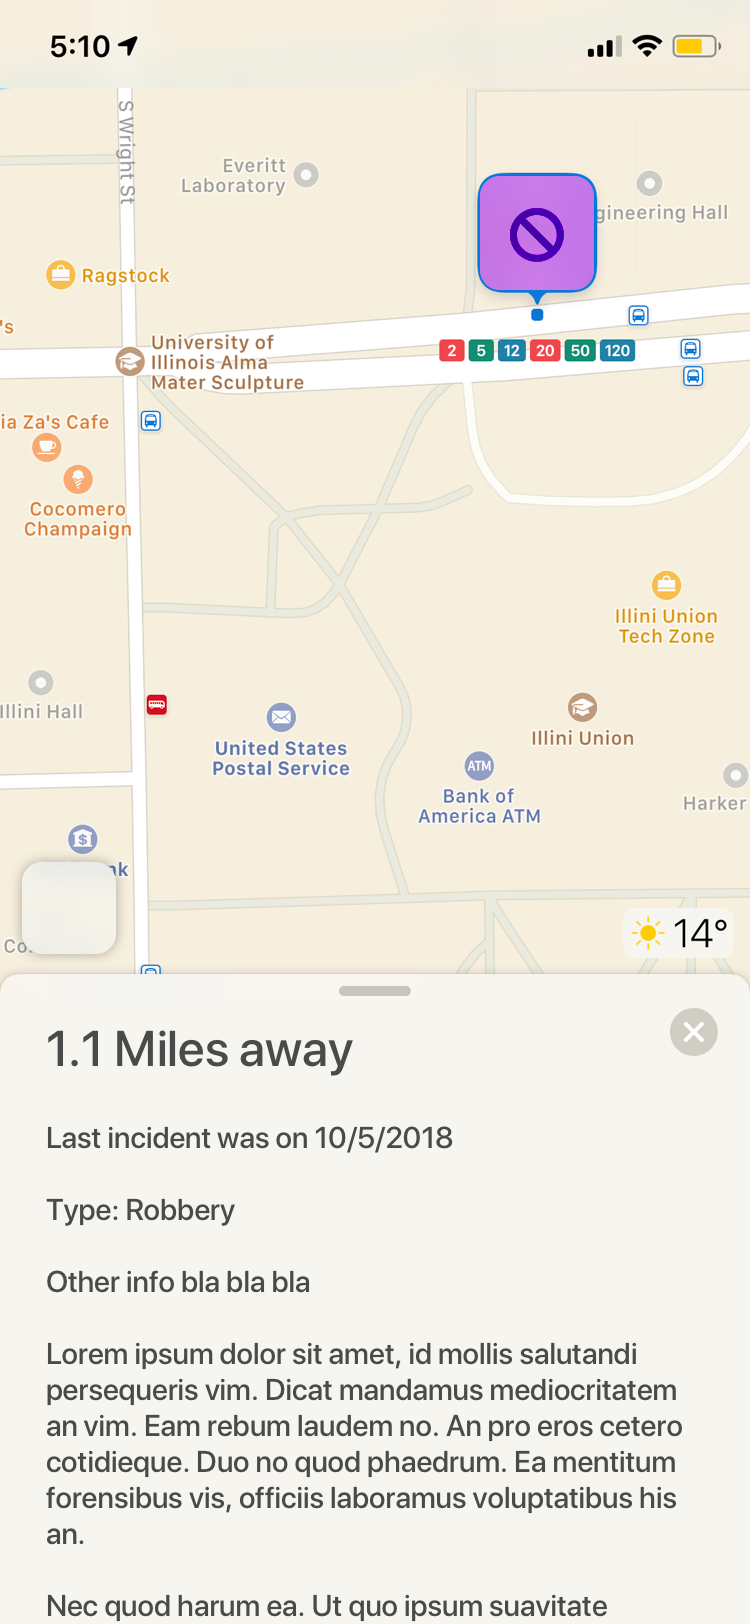 5:10
S Wright St
Everitt
Laboratory
gineering Hall
Ragstock
's
University of
Illinois Alma
Mater Sculpture
2 5 12 20 50 120
ia Za's Cafe
Cocomero
Champaign
Illini Union
Tech Zone
Illini Hall
United States
Postal Service
Illini Union
ATM
Bank of
America ATM
Harker
$
nk
Co
14°
1.1 Miles away
Last incident was on 10/5/2018
Type: Robbery
Other info bla bla bla
Lorem ipsum dolor sit amet, id mollis salutandi
persequeris vim. Dicat mandamus mediocritatem
an vim. Eam rebum laudem no. An pro eros cetero
cotidieque. Duo no quod phaedrum. Ea mentitum
forensibus vis, officiis laboramus voluptatibus his
an.
Nec quod harum ea. Ut quo ipsum suavitate